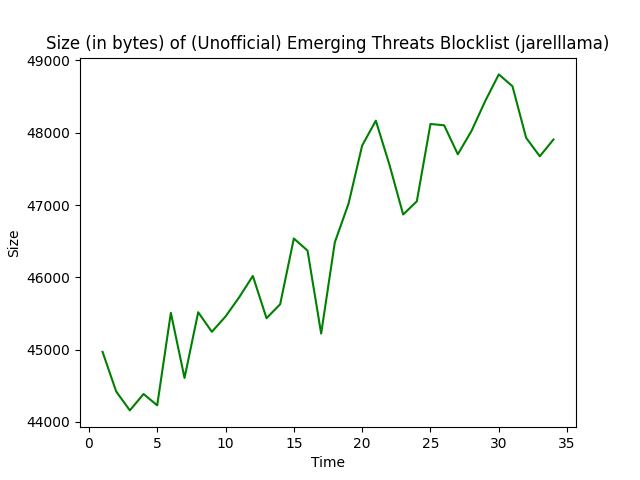 Size (in bytes) of (Unofficial) Emerging Threats Blocklist (jarelllama)
49000
48000
47000
46000
45000
44000
Size
0 5 10 15 20 25 30 35
Time